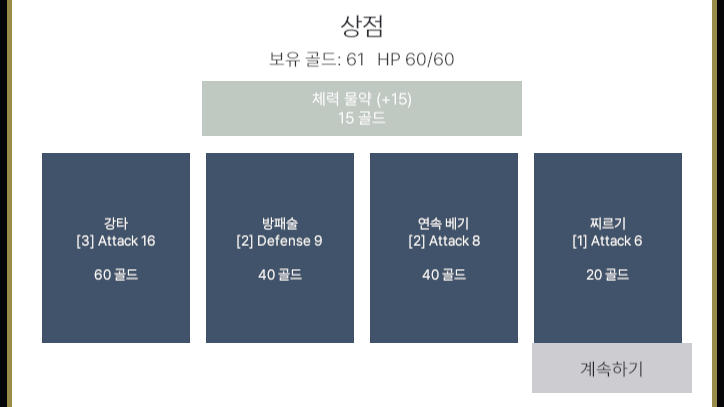 상점
보유 골드: 61 HP 60/60
체력 물약 (+15)
15 골드
강타
[3] Attack 16
60 골드
방패술
[2] Defense 9
40 골드
연속 베기
[2] Attack 8
40 골드
찌르기
[1] Attack 6
20 골드
계속하기